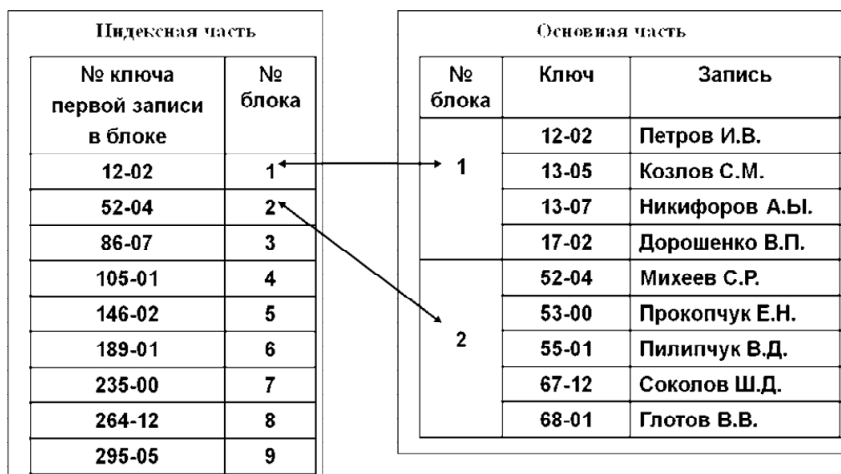 Индексная часть
№ ключа первой записи в блоке № блока
12-02 1
52-04 2
86-07 3
105-01 4
146-02 5
189-01 6
235-00 7
264-12 8
295-05 9
Основная часть
№ блока Ключ Запись
1
12-02 Петров И.В.
13-05 Козлов С.М.
13-07 Никифоров А.Ы.
17-02 Дорошенко В.П.
2
52-04 Михеев С.Р.
53-00 Прокопчук Е.Н.
55-01 Пилипчук В.Д.
67-12 Соколов Ш.Д.
68-01 Глотов В.В.